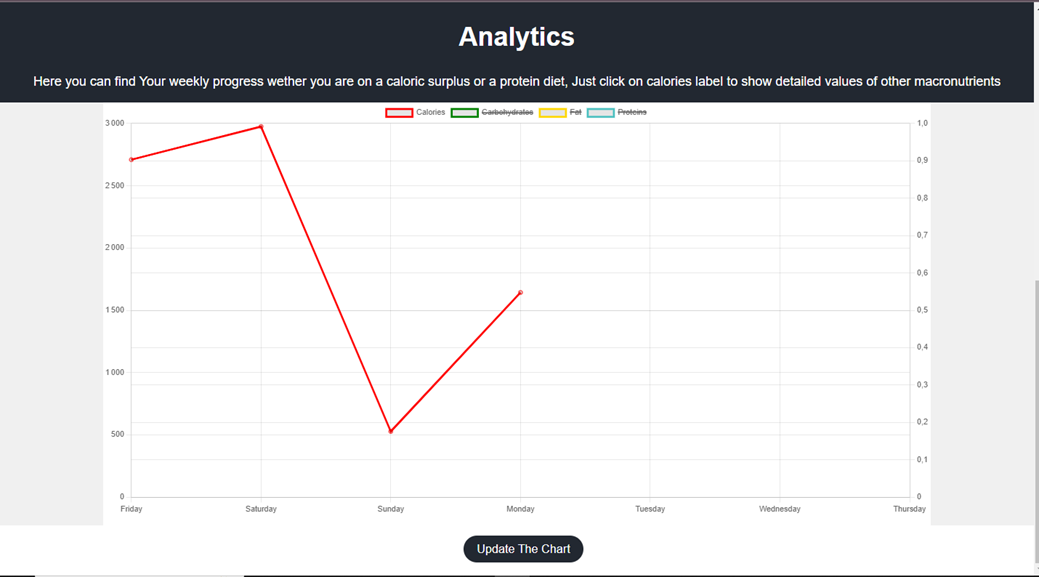 Analytics
Here you can find Your weekly progress wether you are on a caloric surplus or a protein diet, Just click on calories label to show detailed values of other macronutrients
Calories Carbohydrates Fat Proteins
3 000 1,0
0,9
2 500
0,8
0,7
2 000
0,6
1 500 0,5
0,4
1 000
0,3
0,2
500
0,1
0 0
Friday Saturday Sunday Monday Tuesday Wednesday Thursday
Update The Chart